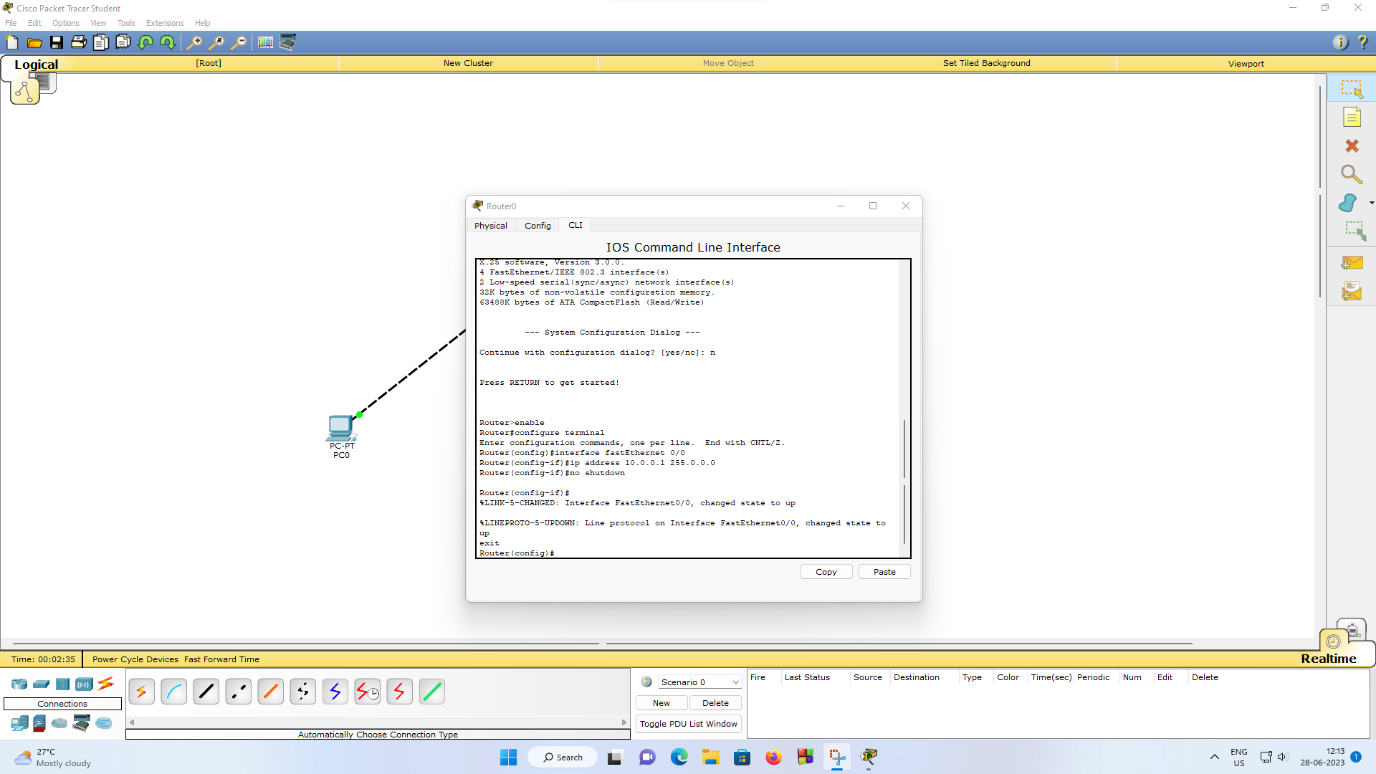 Cisco Packet Tracer Student
File Edit Options View Tools Extensions Help
Logical [Root] New Cluster Move Object Set Tiled Background Viewport
Router0
Physical Config CLI
IOS Command Line Interface
X.25 software, Version 3.0.0.
4 FastEthernet/IEEE 802.3 interface(s)
2 Low-speed serial(sync/async) network interface(s)
32K bytes of non-volatile configuration memory.
63488K bytes of ATA CompactFlash (Read/Write)
--- System Configuration Dialog ---
Continue with configuration dialog? [yes/no]: n
Press RETURN to get started!
Router>enable
Router#configure terminal
Enter configuration commands, one per line. End with CNTL/Z.
Router(config)#interface fastEthernet 0/0
Router(config-if)#ip address 10.0.0.1 255.0.0.0
Router(config-if)#no shutdown
Router(config-if)#
%LINK-5-CHANGED: Interface FastEthernet0/0, changed state to up
%LINEPROTO-5-UPDOWN: Line protocol on Interface FastEthernet0/0, changed state to
up
exit
Router(config)#
Copy Paste
PC-PT
PC0
Time: 00:02:35 Power Cycle Devices Fast Forward Time Realtime
Connections
Automatically Choose Connection Type
Scenario 0
New Delete
Toggle PDU List Window
Fire Last Status Source Destination Type Color Time(sec) Periodic Num Edit Delete
27°C
Mostly cloudy
Search
ENG
US
12:13
28-06-2023
1